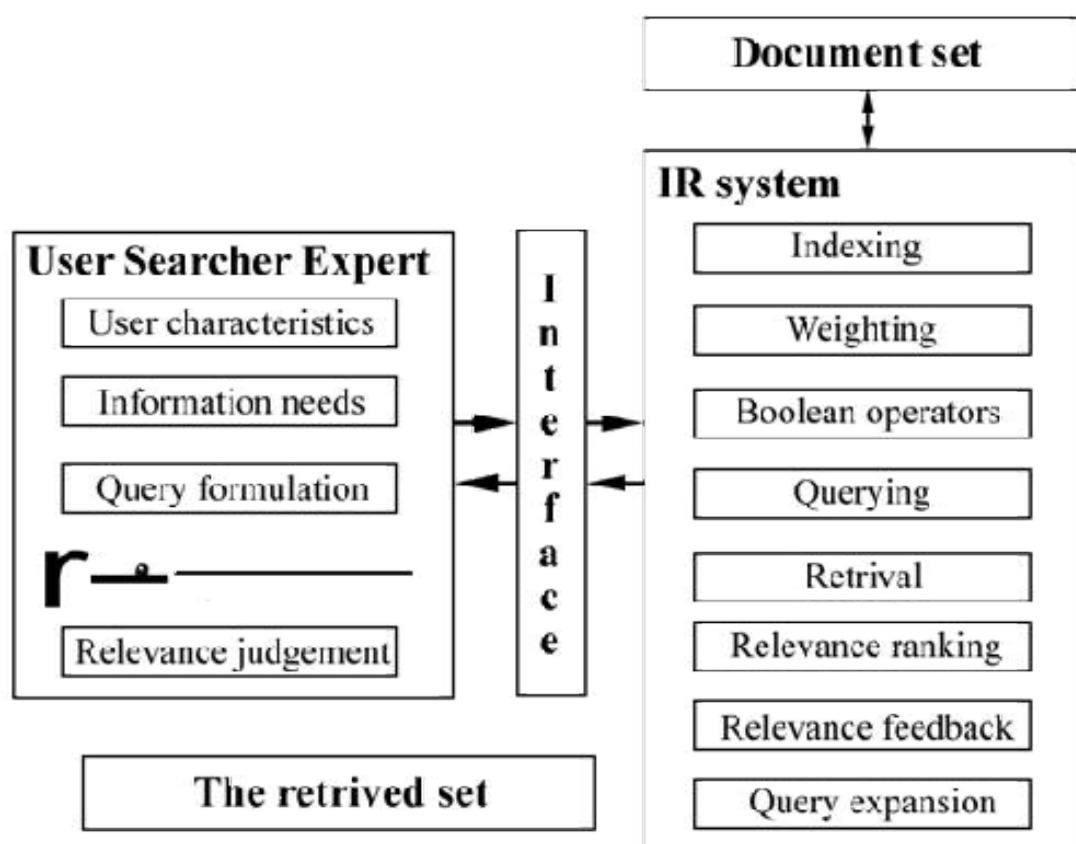 Document set
IR system
Indexing
Weighting
Boolean operators
Querying
Retrival
Relevance ranking
Relevance feedback
Query expansion
User Searcher Expert
User characteristics
Information needs
Query formulation
r
Relevance judgement
Interface
The retrived set